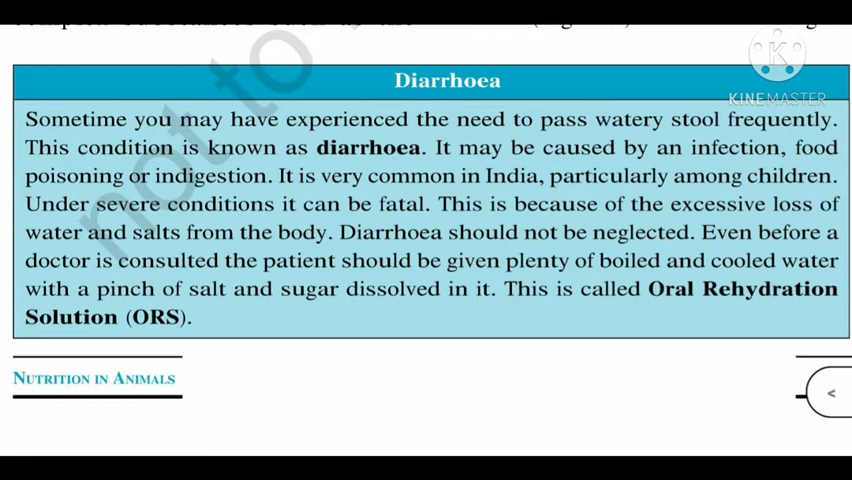 Diarrhoea
Sometime you may have experienced the need to pass watery stool frequently.
This condition is known as diarrhoea. It may be caused by an infection, food
poisoning or indigestion. It is very common in India, particularly among children.
Under severe conditions it can be fatal. This is because of the excessive loss of
water and salts from the body. Diarrhoea should not be neglected. Even before a
doctor is consulted the patient should be given plenty of boiled and cooled water
with a pinch of salt and sugar dissolved in it. This is called Oral Rehydration
Solution (ORS).
NUTRITION IN ANIMALS
<
not to
K
KINEMASTER